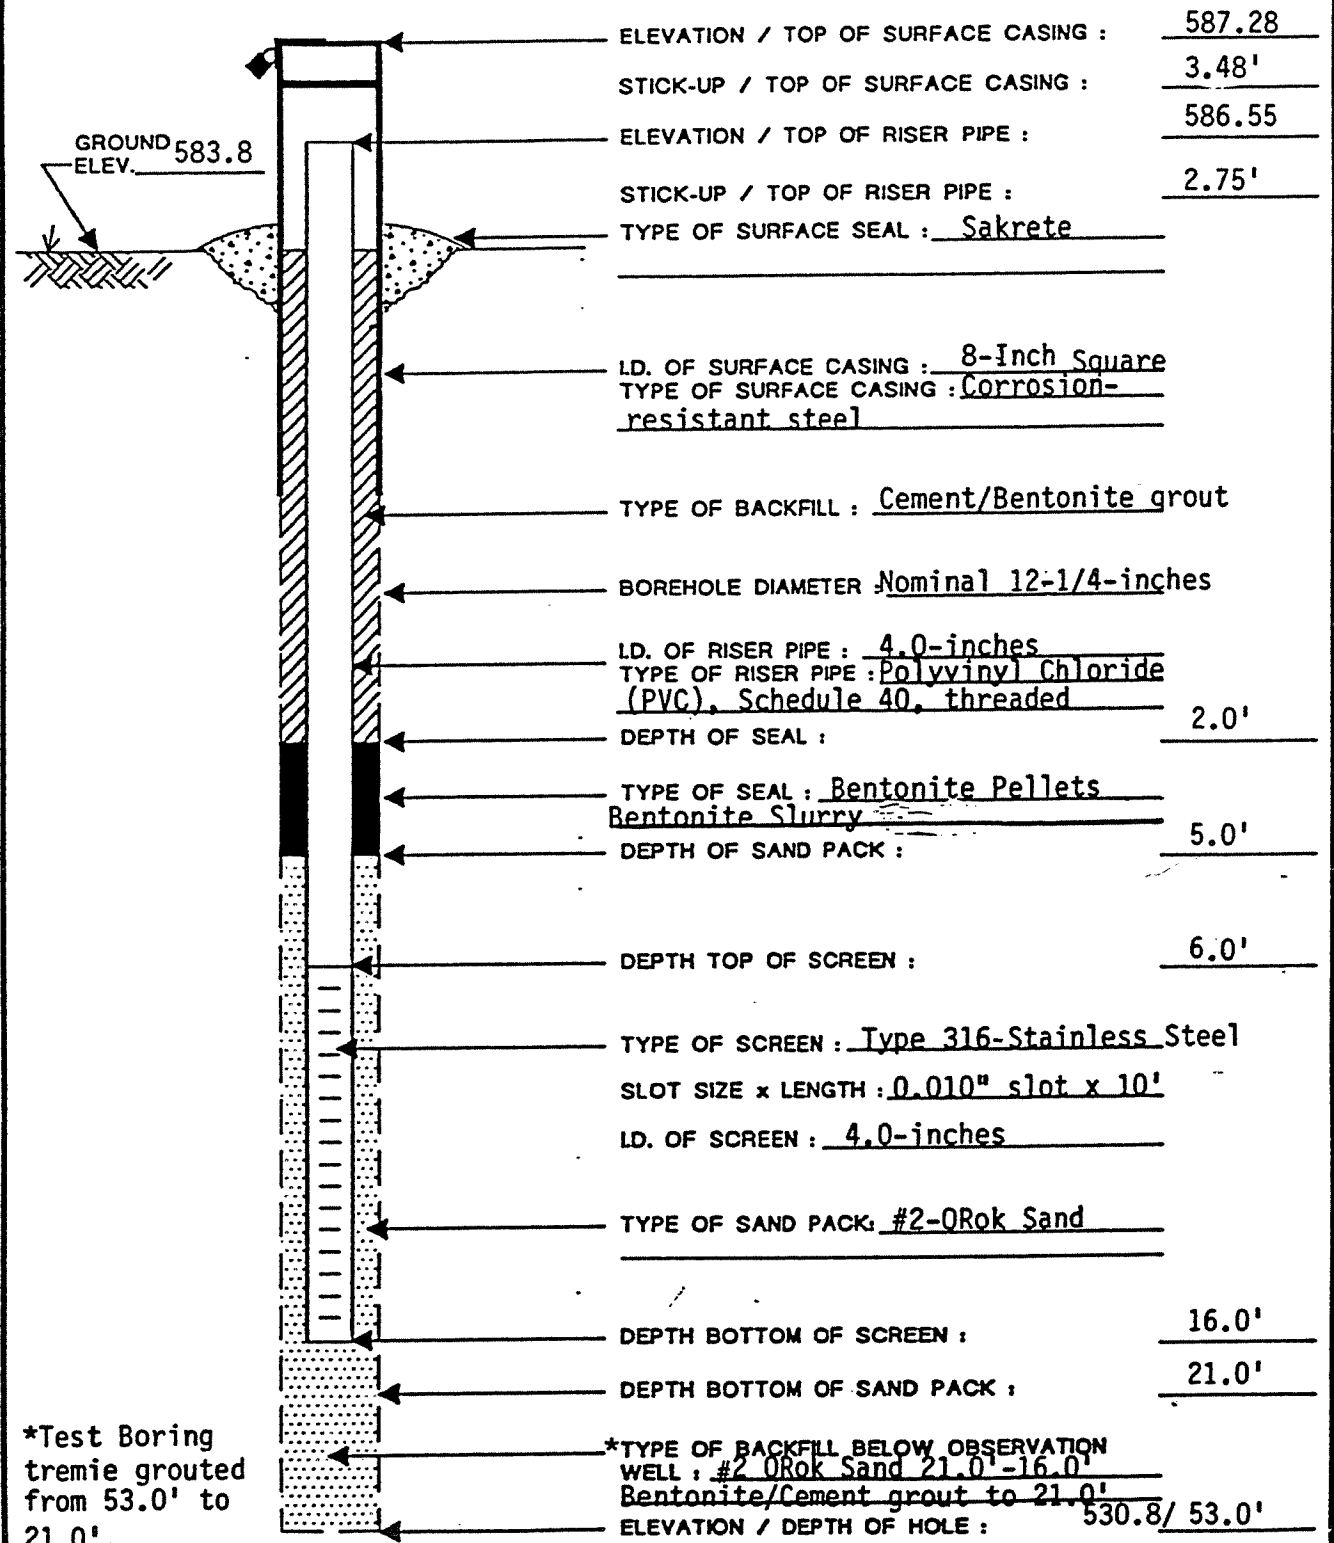 ELEVATION / TOP OF SURFACE CASING : 587.28
STICK-UP / TOP OF SURFACE CASING : 3.48'
ELEVATION / TOP OF RISER PIPE : 586.55
GROUND
ELEV. 583.8
STICK-UP / TOP OF RISER PIPE : 2.75'
TYPE OF SURFACE SEAL : Sakrete
I.D. OF SURFACE CASING : 8-Inch Square
TYPE OF SURFACE CASING : Corrosion-
resistant steel
TYPE OF BACKFILL : Cement/Bentonite grout
BOREHOLE DIAMETER : Nominal 12-1/4-inches
I.D. OF RISER PIPE : 4.0-inches
TYPE OF RISER PIPE : Polyvinyl Chloride
(PVC), Schedule 40, threaded
DEPTH OF SEAL : 2.0'
TYPE OF SEAL : Bentonite Pellets
Bentonite Slurry
DEPTH OF SAND PACK : 5.0'
DEPTH TOP OF SCREEN : 6.0'
TYPE OF SCREEN : Type 316-Stainless Steel
SLOT SIZE x LENGTH : 0.010" slot x 10'
I.D. OF SCREEN : 4.0-inches
TYPE OF SAND PACK: #2-QRok Sand
DEPTH BOTTOM OF SCREEN : 16.0'
DEPTH BOTTOM OF SAND PACK : 21.0'
*Test Boring
tremie grouted
from 53.0' to
21.0'
*TYPE OF BACKFILL BELOW OBSERVATION
WELL : #2 QRok Sand 21.0'-16.0'
Bentonite/Cement grout to 21.0'
ELEVATION / DEPTH OF HOLE : 530.8/ 53.0'